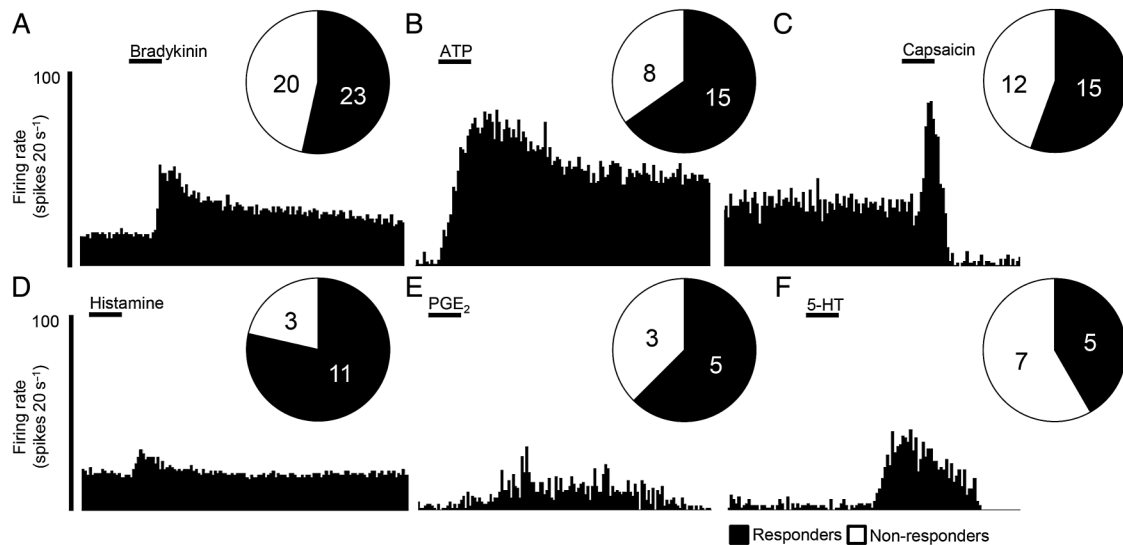 A
Bradykinin
20
23
B
ATP
8
15
C
Capsaicin
12
15
100
Firing rate
(spikes 20 s⁻¹)
D
Histamine
3
11
E
PGE₂
3
5
F
5-HT
7
5
100
Firing rate
(spikes 20 s⁻¹)
Responders Non-responders